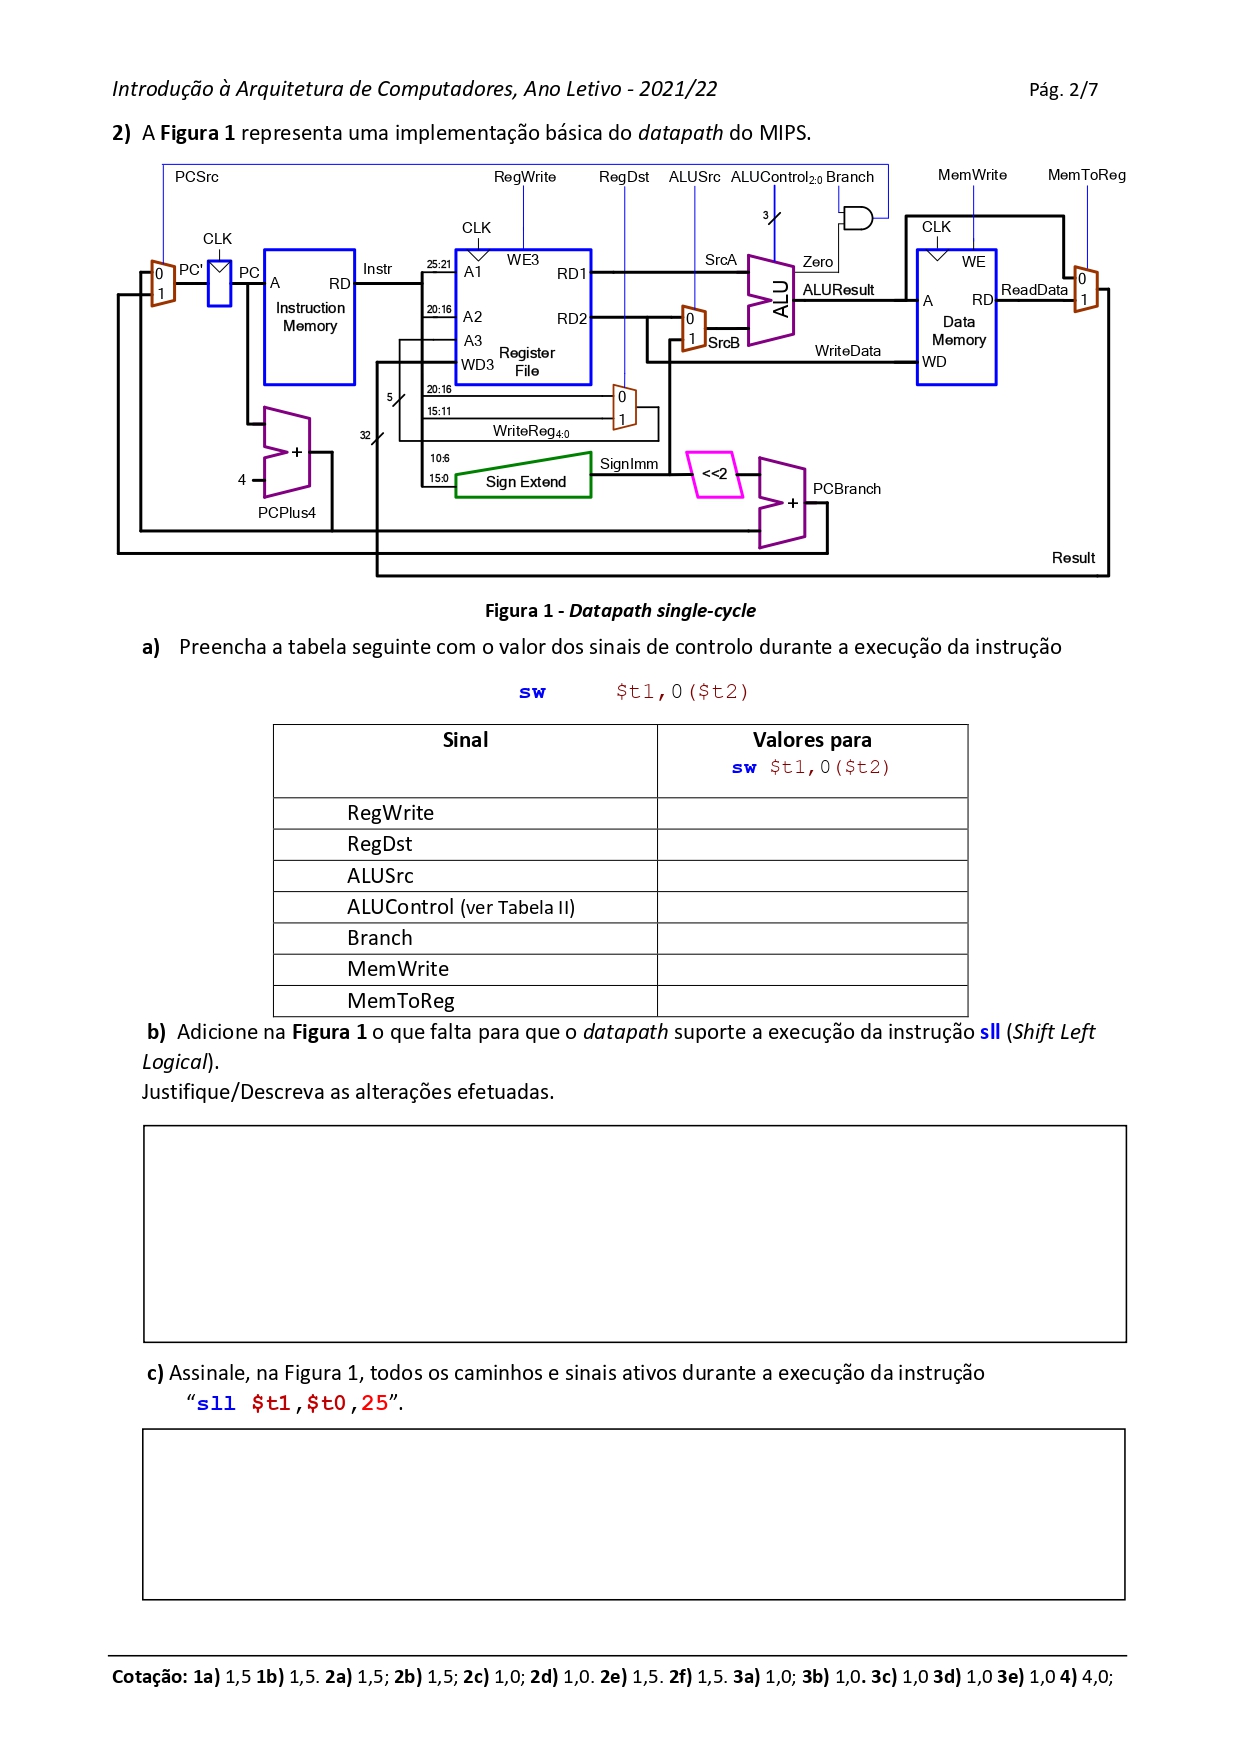 Introdução à Arquitetura de Computadores, Ano Letivo - 2021/22 Pág. 2/7
2) A Figura 1 representa uma implementação básica do datapath do MIPS.
PCSrc RegWrite RegDst ALUSrc ALUControl2:0 Branch MemWrite MemToReg
3
CLK CLK CLK
0 PC' PC A RD Instr 25:21 A1 WE3 RD1 SrcA Zero WE 0
1 Instruction Memory 20:16 A2 RD2 0 ALU ALUResult A RD ReadData 1
A3 1 SrcB Data Memory
WD3 Register File WriteData WD
5 20:16 0
15:11 1
32 WriteReg4:0
+ 10:6 SignImm
4 15:0 Sign Extend <<2 + PCBranch
PCPlus4
Result
Figura 1 - Datapath single-cycle
a) Preencha a tabela seguinte com o valor dos sinais de controlo durante a execução da instrução
sw $t1,0($t2)
Sinal Valores para
sw $t1,0($t2)
RegWrite
RegDst
ALUSrc
ALUControl (ver Tabela II)
Branch
MemWrite
MemToReg
b) Adicione na Figura 1 o que falta para que o datapath suporte a execução da instrução sll (Shift Left
Logical).
Justifique/Descreva as alterações efetuadas.
c) Assinale, na Figura 1, todos os caminhos e sinais ativos durante a execução da instrução
“sll $t1,$t0,25”.
Cotação: 1a) 1,5 1b) 1,5. 2a) 1,5; 2b) 1,5; 2c) 1,0; 2d) 1,0. 2e) 1,5. 2f) 1,5. 3a) 1,0; 3b) 1,0. 3c) 1,0 3d) 1,0 3e) 1,0 4) 4,0;